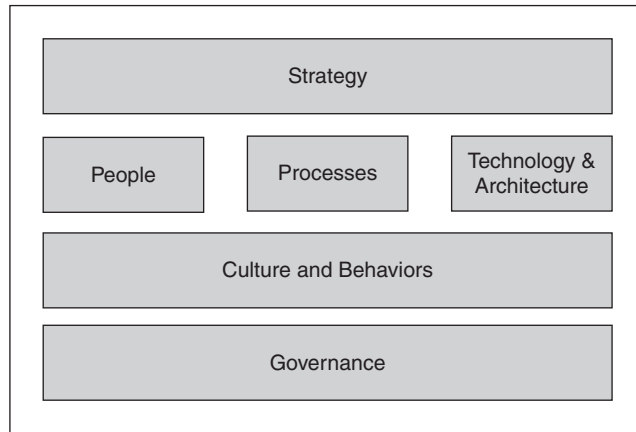 Strategy
People
Processes
Technology &
Architecture
Culture and Behaviors
Governance